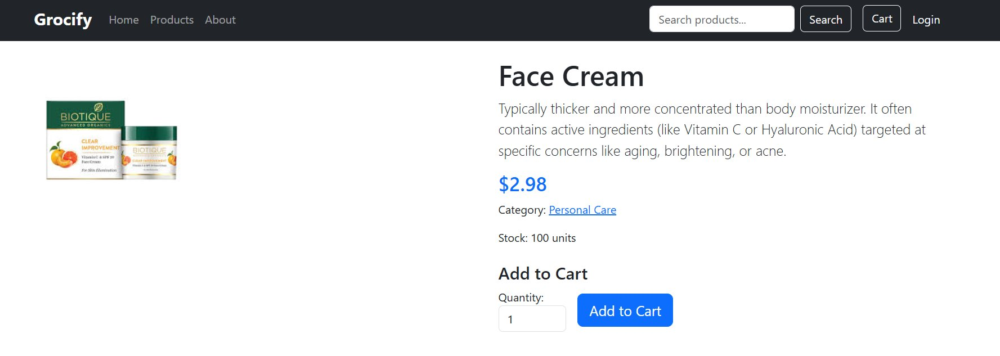 Grocify Home Products About Search products... Search Cart Login
Face Cream
Typically thicker and more concentrated than body moisturizer. It often
contains active ingredients (like Vitamin C or Hyaluronic Acid) targeted at
specific concerns like aging, brightening, or acne.
$2.98
Category: Personal Care
Stock: 100 units
Add to Cart
Quantity:
1
Add to Cart
BIOTIQUE
ADVANCED ORGANICS
CLEAR
IMPROVEMENT
Vitamin C & SPF
Face Cream
For Skin Illumination
BIOTIQUE
CLEAR IMPROVEMENT